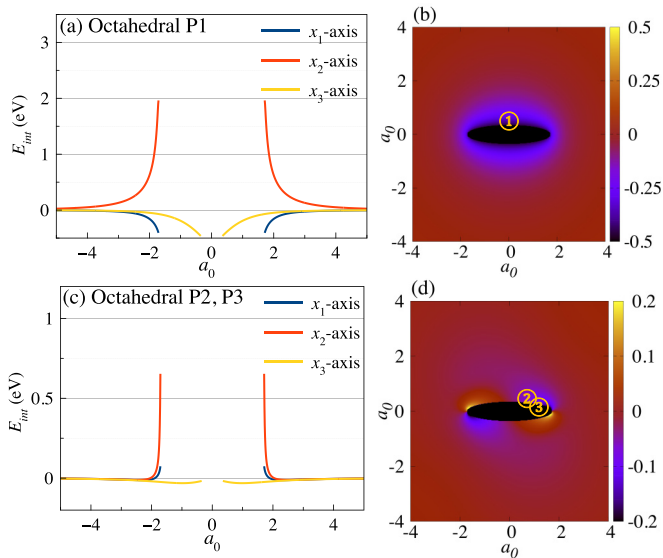 (a) Octahedral P1
x1-axis
x2-axis
x3-axis
3
2
1
0
E_int (eV)
−4 −2 0 2 4
a0
(b)
4
2
0
-2
-4
a0
1
-4 -2 0 2 4
a0
0.5
0.25
0
-0.25
-0.5
(c) Octahedral P2, P3
x1-axis
x2-axis
x3-axis
1
0.5
0
E_int (eV)
−4 −2 0 2 4
a0
(d)
4
2
0
-2
-4
a0
2
3
-4 -2 0 2 4
a0
0.2
0.1
0
-0.1
-0.2